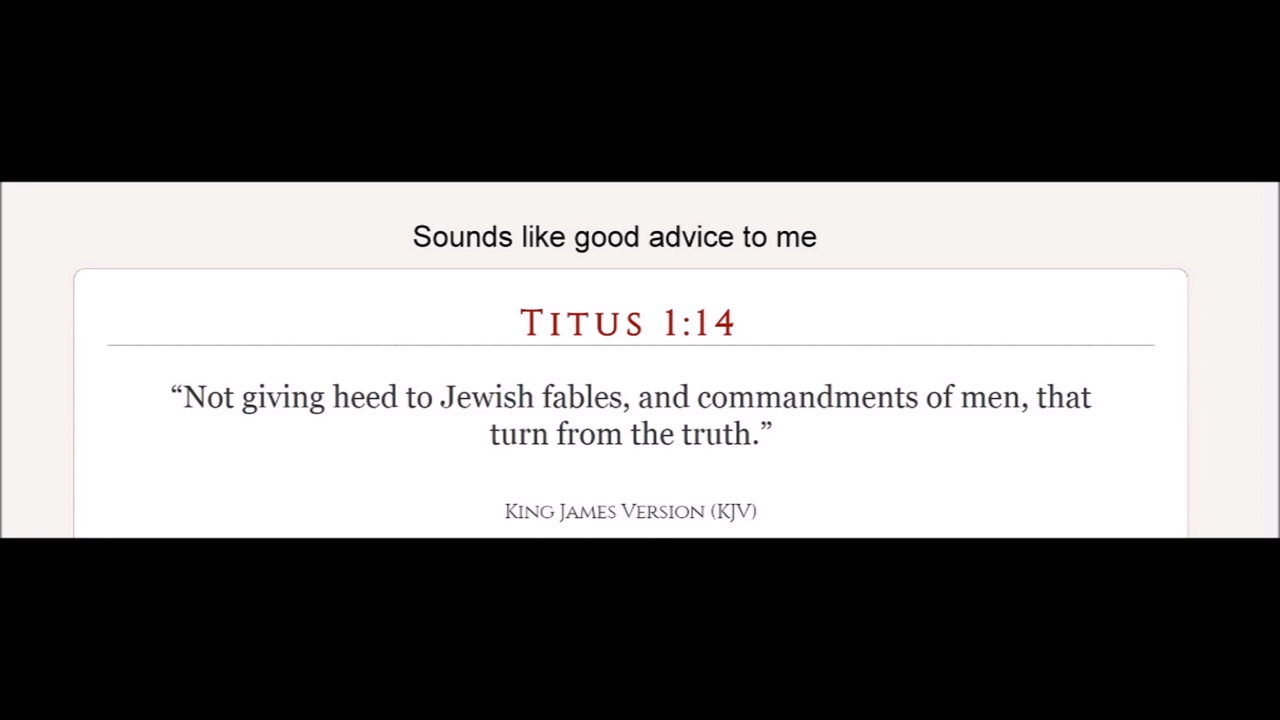 Sounds like good advice to me
Titus 1:14
“Not giving heed to Jewish fables, and commandments of men, that
turn from the truth.”
King James Version (KJV)